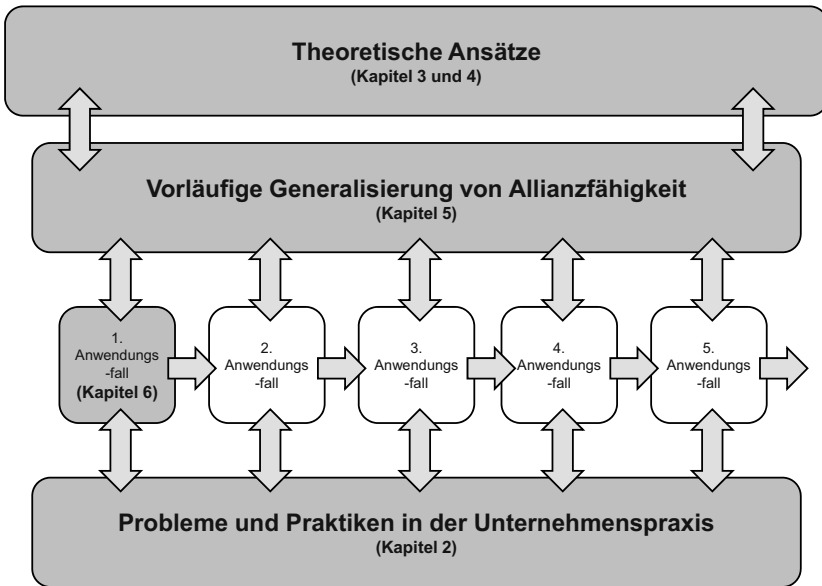 Theoretische Ansätze
(Kapitel 3 und 4)
Vorläufige Generalisierung von Allianzfähigkeit
(Kapitel 5)
1.
Anwendungs
-fall
(Kapitel 6)
2.
Anwendungs
-fall
3.
Anwendungs
-fall
4.
Anwendungs
-fall
5.
Anwendungs
-fall
Probleme und Praktiken in der Unternehmenspraxis
(Kapitel 2)